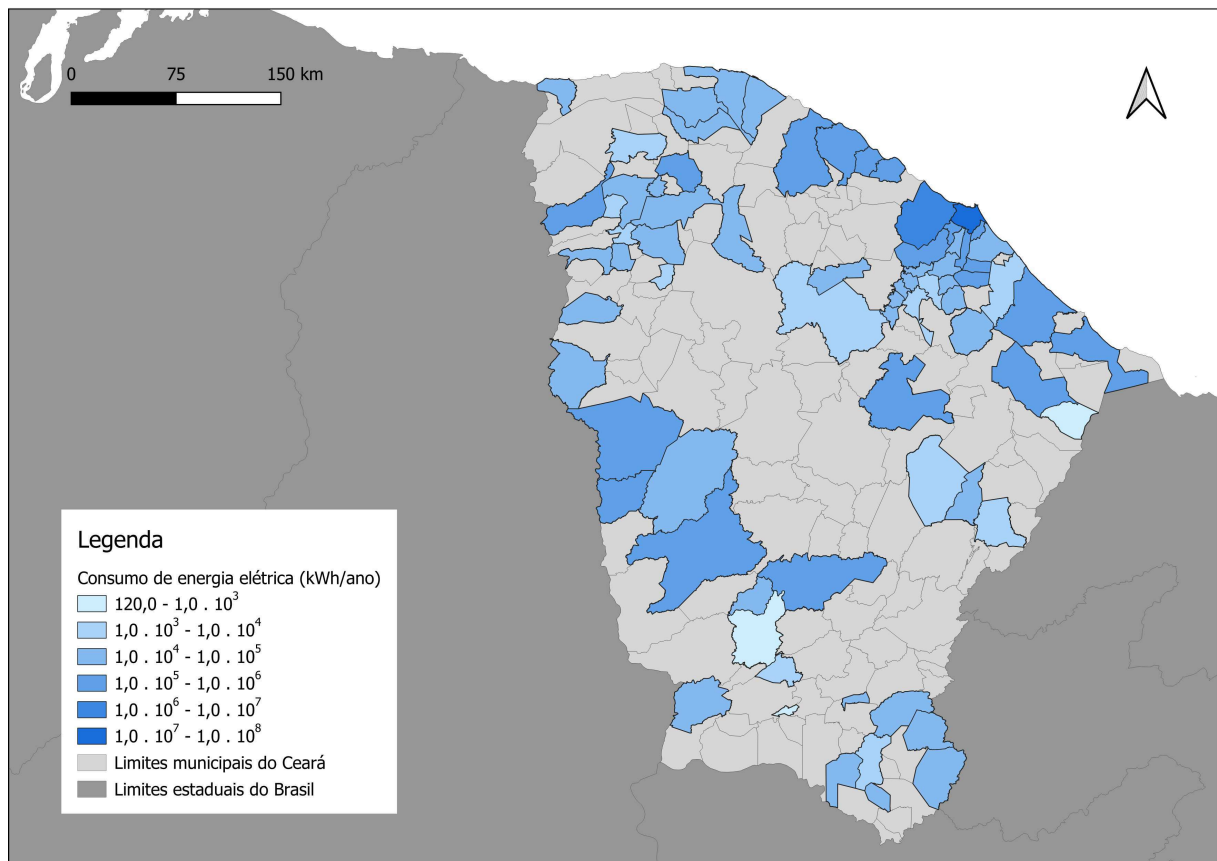 0 75 150 km
Legenda
Consumo de energia elétrica (kWh/ano)
120,0 - 1,0 . 10³
1,0 . 10³ - 1,0 . 10⁴
1,0 . 10⁴ - 1,0 . 10⁵
1,0 . 10⁵ - 1,0 . 10⁶
1,0 . 10⁶ - 1,0 . 10⁷
1,0 . 10⁷ - 1,0 . 10⁸
Limites municipais do Ceará
Limites estaduais do Brasil